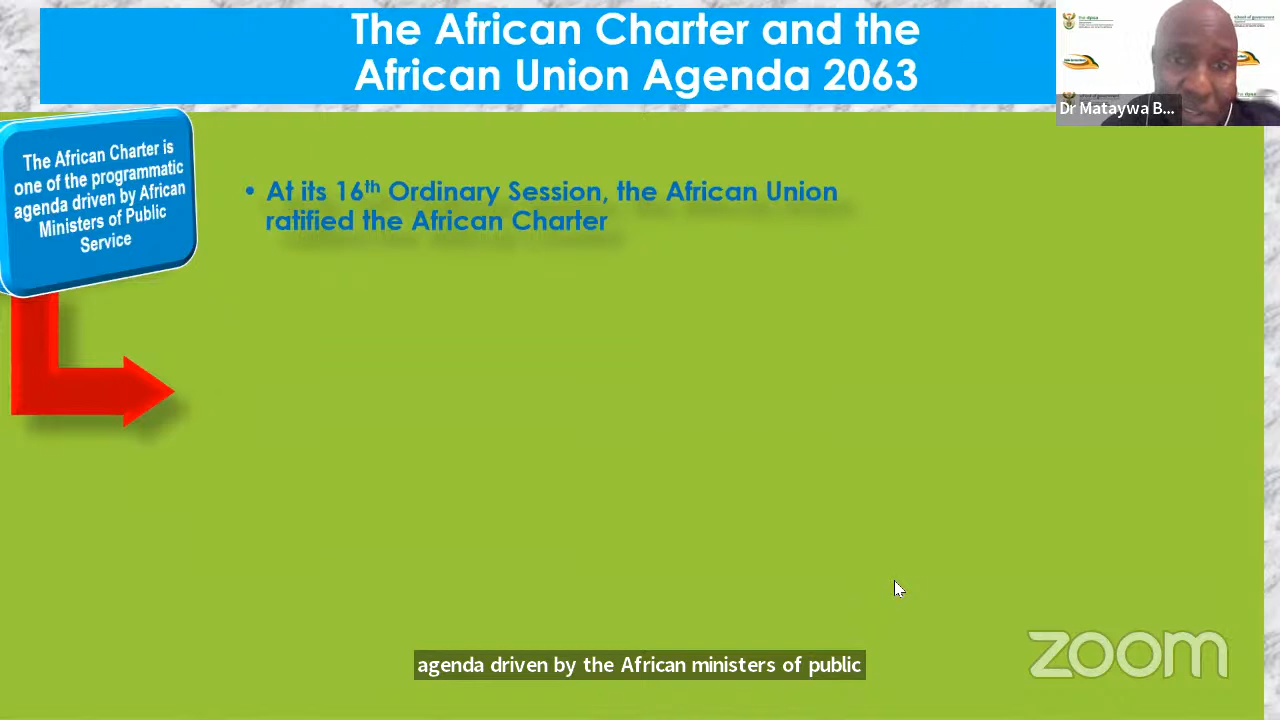 The African Charter and the
African Union Agenda 2063
Dr Mataywa B...
The African Charter is
one of the programmatic
agenda driven by African
Ministers of Public
Service
• At its 16th Ordinary Session, the African Union
ratified the African Charter
agenda driven by the African ministers of public
zoom